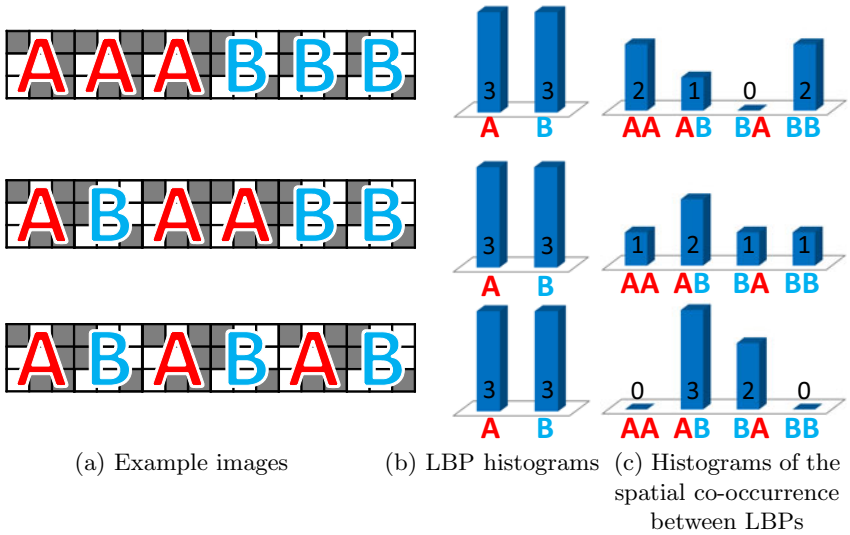 A A A B B B
3 3
A B
2 1 0 2
AA AB BA BB
A B A A B B
3 3
A B
1 2 1 1
AA AB BA BB
A B A B A B
3 3
A B
0 3 2 0
AA AB BA BB
(a) Example images
(b) LBP histograms
(c) Histograms of the
spatial co-occurrence
between LBPs